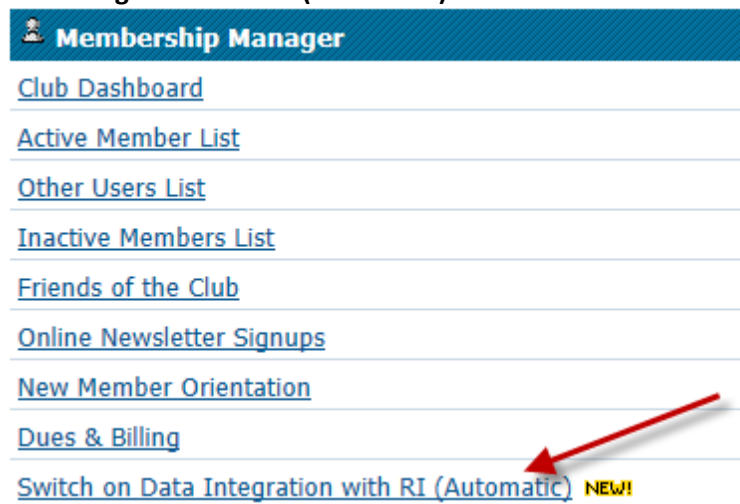 Membership Manager
Club Dashboard
Active Member List
Other Users List
Inactive Members List
Friends of the Club
Online Newsletter Signups
New Member Orientation
Dues & Billing
Switch on Data Integration with RI (Automatic) NEW!